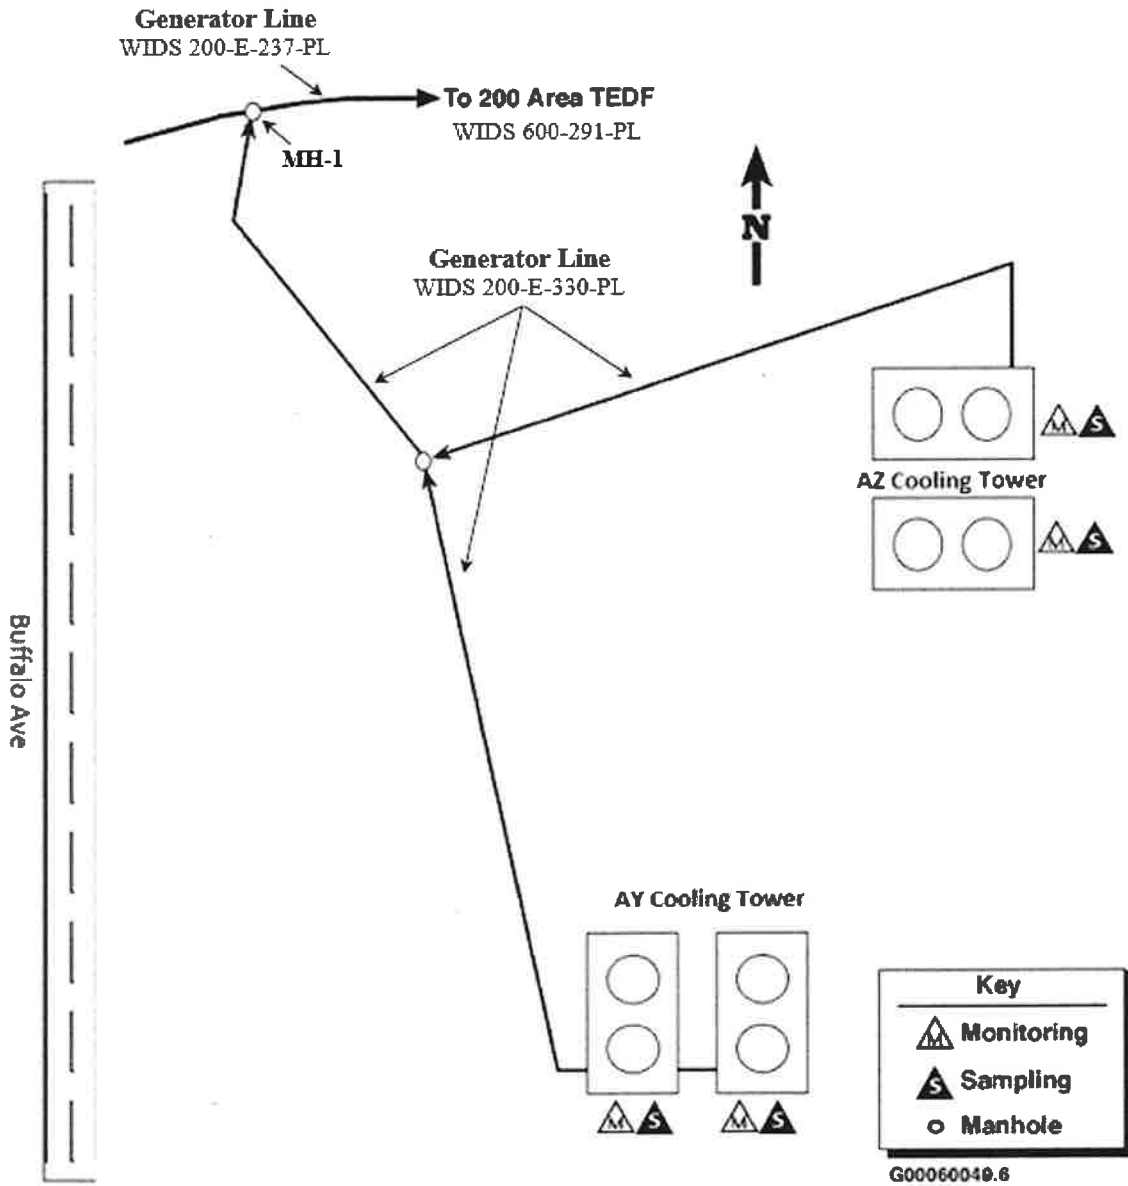 Generator Line
WIDS 200-E-237-PL
To 200 Area TEDF
WIDS 600-291-PL
MH-1
N
Generator Line
WIDS 200-E-330-PL
M S
AZ Cooling Tower
M S
Buffalo Ave
AY Cooling Tower
M S M S
Key
M Monitoring
S Sampling
Manhole
G00060049.6